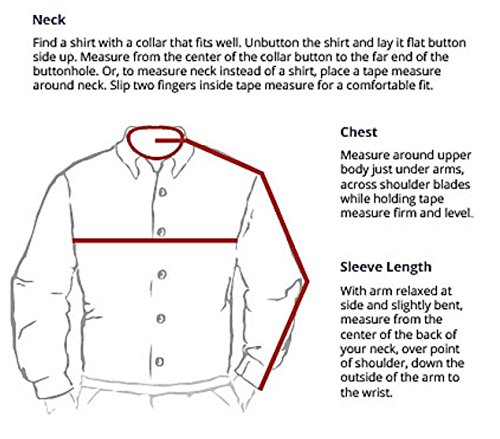 Neck
Find a shirt with a collar that fits well. Unbutton the shirt and lay it flat button
side up. Measure from the center of the collar button to the far end of the
buttonhole. Or, to measure neck instead of a shirt, place a tape measure
around neck. Slip two fingers inside tape measure for a comfortable fit.
Chest
Measure around upper
body just under arms,
across shoulder blades
while holding tape
measure firm and level.
Sleeve Length
With arm relaxed at
side and slightly bent,
measure from the
center of the back of
your neck, over point
of shoulder, down the
outside of the arm to
the wrist.